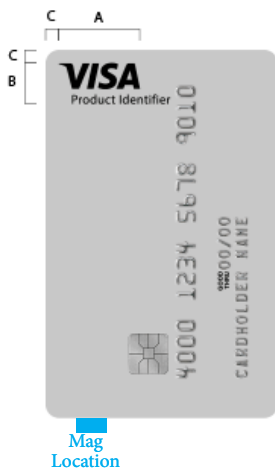 C A
C
B
VISA
Product Identifier
4000 1234 5678 9010
GOOD
THRU 00/00
CARDHOLDER NAME
Mag
Location